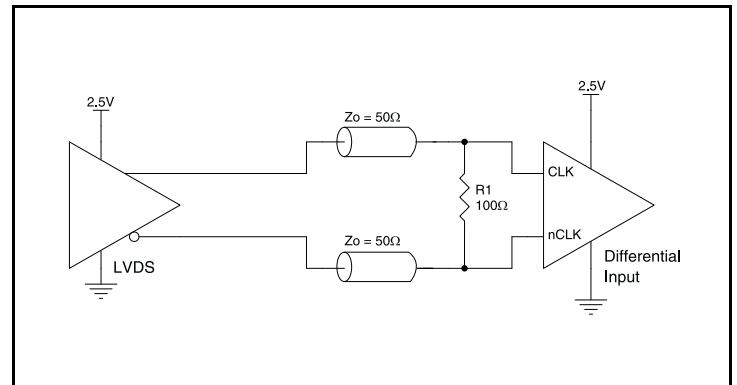 2.5V
2.5V
Zo = 50Ω
CLK
R1
100Ω
nCLK
Zo = 50Ω
LVDS
Differential
Input